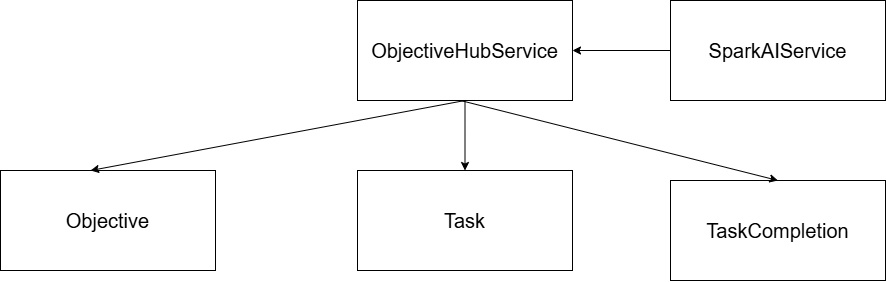 ObjectiveHubService
SparkAIService
Objective
Task
TaskCompletion